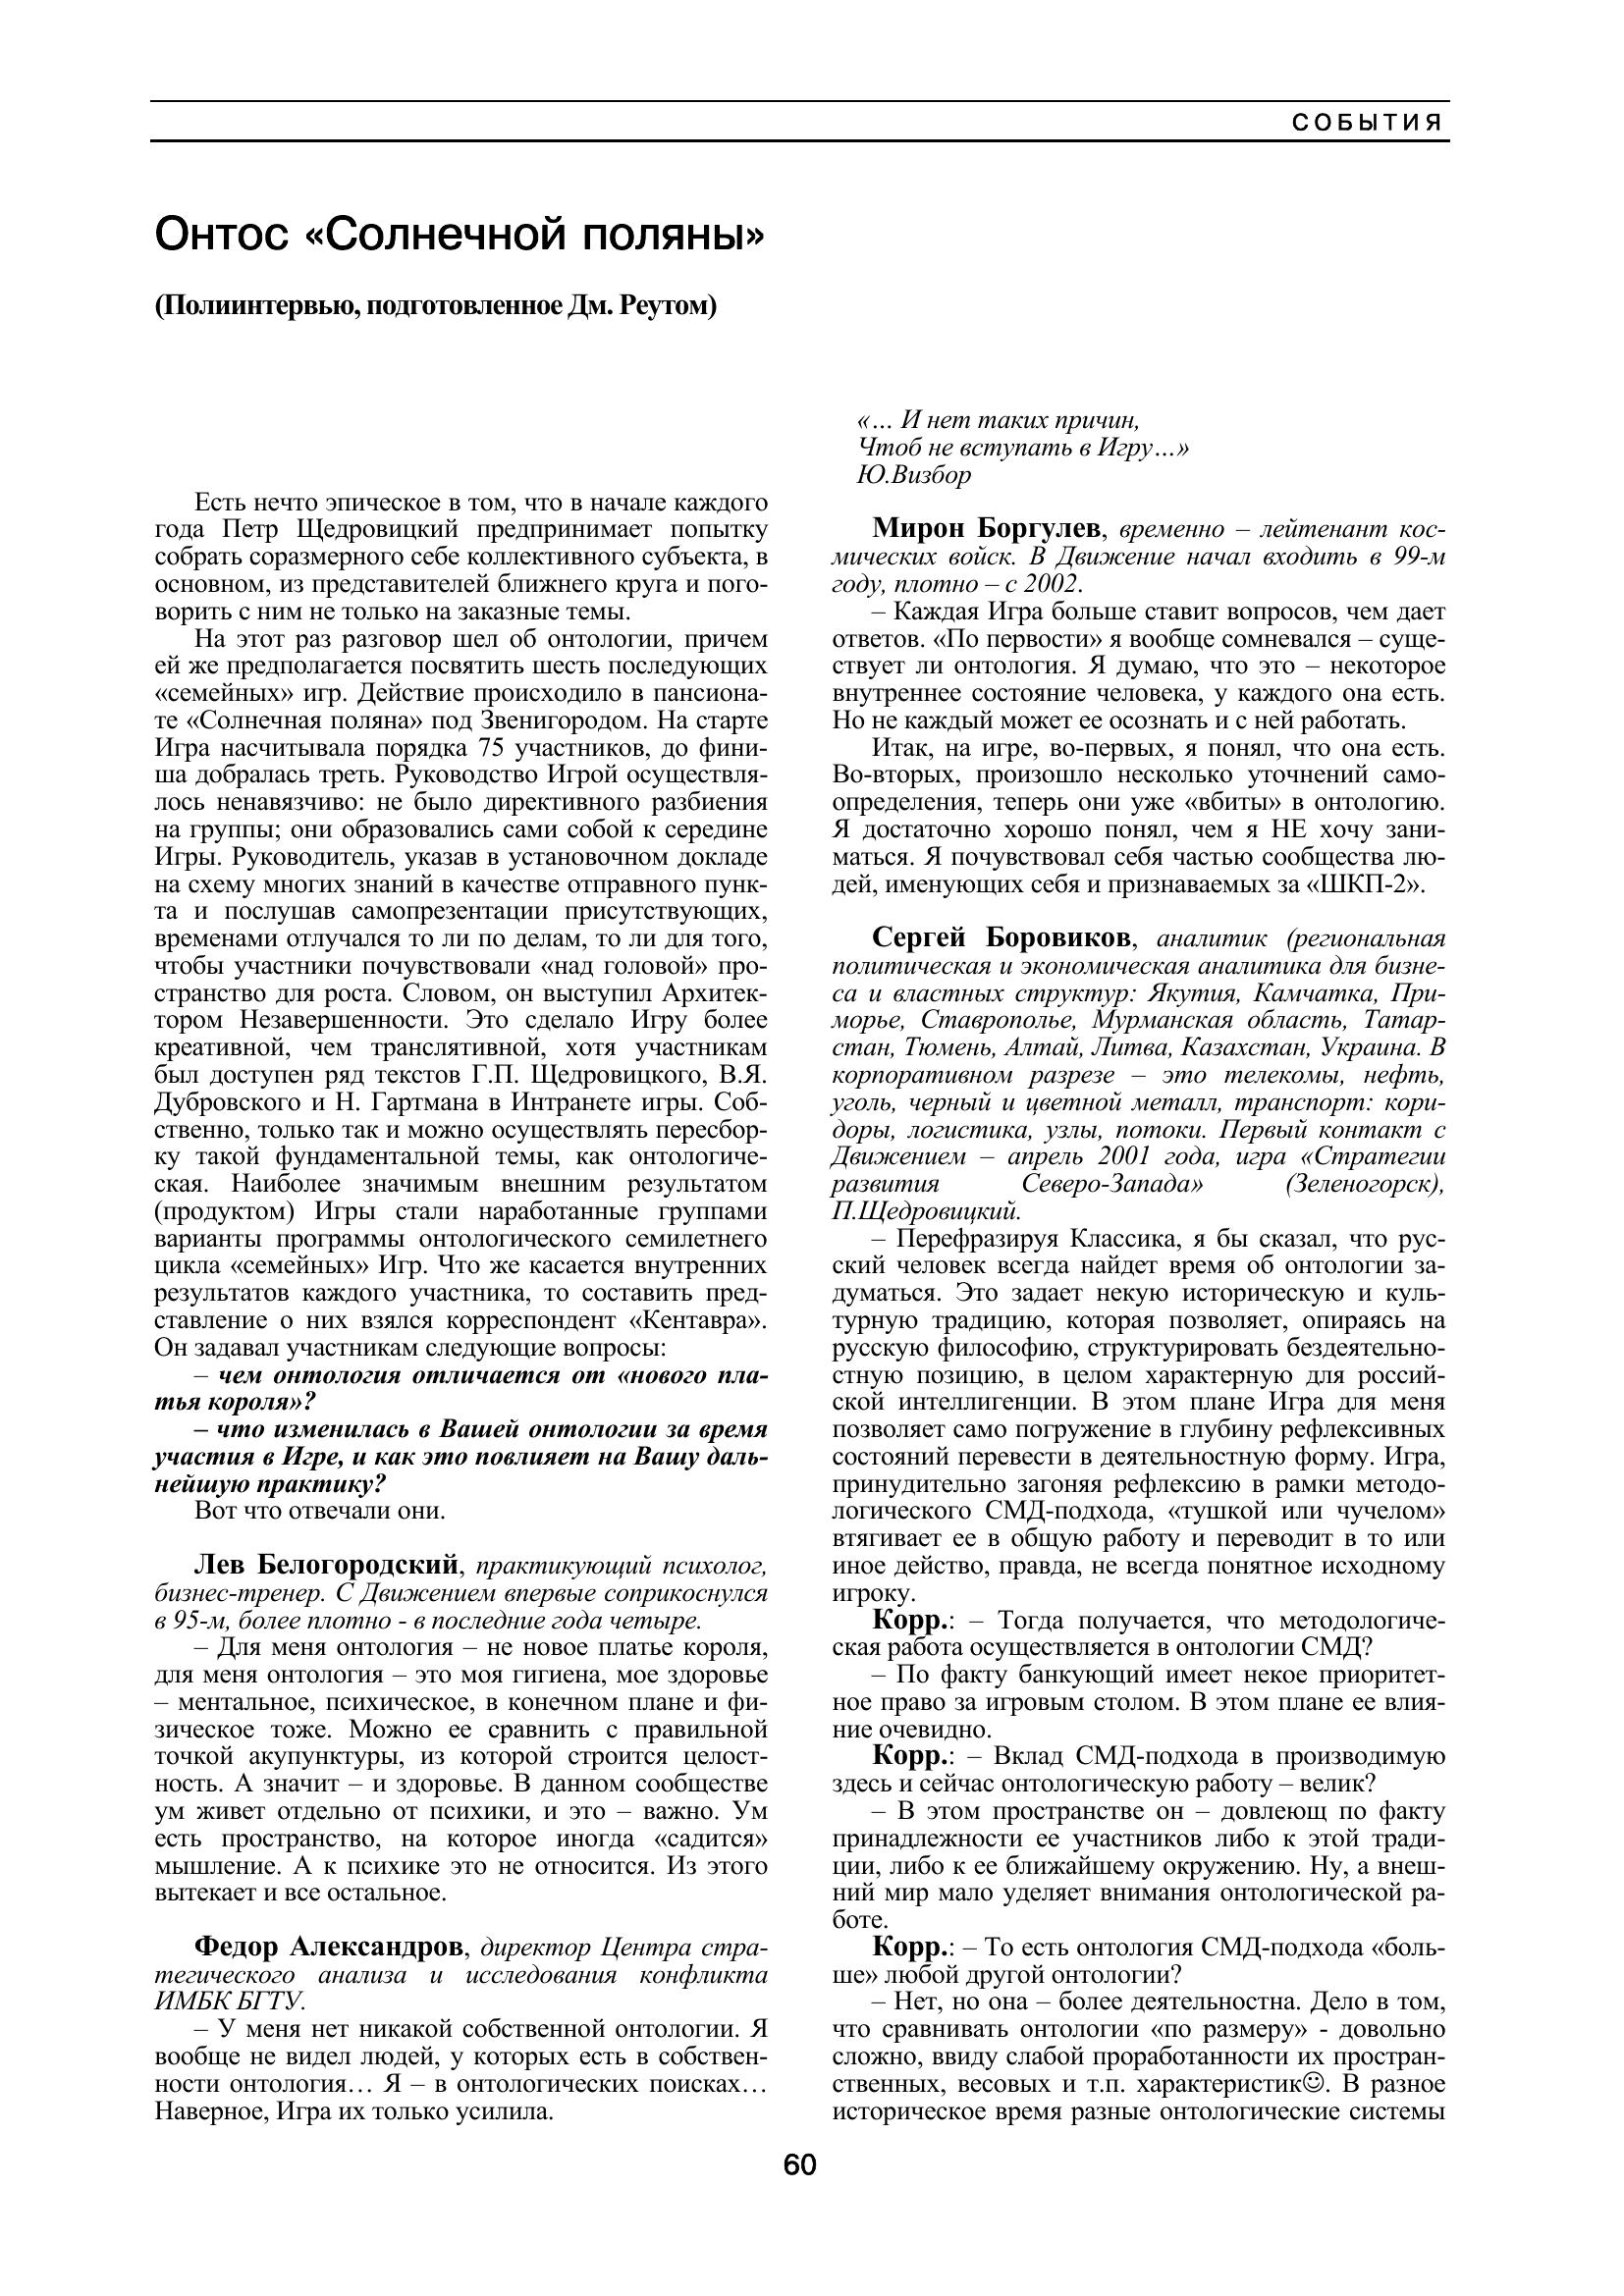 СОБЫТИЯ
Онтос «Солнечной поляны»
(Полиинтервью, подготовленное Дм. Реутом)
Есть нечто эпическое в том, что в начале каждого
года Петр Щедровицкий предпринимает попытку
собрать соразмерного себе коллективного субъекта, в
основном, из представителей ближнего круга и пого-
ворить с ним не только на заказные темы.
На этот раз разговор шел об онтологии, причем
ей же предполагается посвятить шесть последующих
«семейных» игр. Действие происходило в пансиона-
те «Солнечная поляна» под Звенигородом. На старте
Игра насчитывала порядка 75 участников, до фини-
ша добралась треть. Руководство Игрой осуществля-
лось ненавязчиво: не было директивного разбиения
на группы; они образовались сами собой к середине
Игры. Руководитель, указав в установочном докладе
на схему многих знаний в качестве отправного пунк-
та и послушав самопрезентации присутствующих,
временами отлучался то ли по делам, то ли для того,
чтобы участники почувствовали «над головой» про-
странство для роста. Словом, он выступил Архитек-
тором Незавершенности. Это сделало Игру более
креативной, чем транслятивной, хотя участникам
был доступен ряд текстов Г.П. Щедровицкого, В.Я.
Дубровского и Н. Гартмана в Интранете игры. Соб-
ственно, только так и можно осуществлять пересбор-
ку такой фундаментальной темы, как онтологиче-
ская. Наиболее значимым внешним результатом
(продуктом) Игры стали наработанные группами
варианты программы онтологического семилетнего
цикла «семейных» Игр. Что же касается внутренних
результатов каждого участника, то составить пред-
ставление о них взялся корреспондент «Кентавра».
Он задавал участникам следующие вопросы:
– чем онтология отличается от «нового пла-
тья короля»?
– что изменилась в Вашей онтологии за время
участия в Игре, и как это повлияет на Вашу даль-
нейшую практику?
Вот что отвечали они.
Лев Белогородский, практикующий психолог,
бизнес-тренер. С Движением впервые соприкоснулся
в 95-м, более плотно - в последние года четыре.
– Для меня онтология – не новое платье короля,
для меня онтология – это моя гигиена, мое здоровье
– ментальное, психическое, в конечном плане и фи-
зическое тоже. Можно ее сравнить с правильной
точкой акупунктуры, из которой строится целост-
ность. А значит – и здоровье. В данном сообществе
ум живет отдельно от психики, и это – важно. Ум
есть пространство, на которое иногда «садится»
мышление. А к психике это не относится. Из этого
вытекает и все остальное.
Федор Александров, директор Центра стра-
тегического анализа и исследования конфликта
ИМБК БГТУ.
– У меня нет никакой собственной онтологии. Я
вообще не видел людей, у которых есть в собствен-
ности онтология… Я – в онтологических поисках…
Наверное, Игра их только усилила.
«… И нет таких причин,
Чтоб не вступать в Игру…»
Ю.Визбор
Мирон Боргулев, временно – лейтенант кос-
мических войск. В Движение начал входить в 99-м
году, плотно – с 2002.
– Каждая Игра больше ставит вопросов, чем дает
ответов. «По первости» я вообще сомневался – суще-
ствует ли онтология. Я думаю, что это – некоторое
внутреннее состояние человека, у каждого она есть.
Но не каждый может ее осознать и с ней работать.
Итак, на игре, во-первых, я понял, что она есть.
Во-вторых, произошло несколько уточнений само-
определения, теперь они уже «вбиты» в онтологию.
Я достаточно хорошо понял, чем я НЕ хочу зани-
маться. Я почувствовал себя частью сообщества лю-
дей, именующих себя и признаваемых за «ШКП-2».
Сергей Боровиков, аналитик (региональная
политическая и экономическая аналитика для бизне-
са и властных структур: Якутия, Камчатка, При-
морье, Ставрополье, Мурманская область, Татар-
стан, Тюмень, Алтай, Литва, Казахстан, Украина. В
корпоративном разрезе – это телекомы, нефть,
уголь, черный и цветной металл, транспорт: кори-
доры, логистика, узлы, потоки. Первый контакт с
Движением – апрель 2001 года, игра «Стратегии
развития Северо-Запада» (Зеленогорск),
П.Щедровицкий.
– Перефразируя Классика, я бы сказал, что рус-
ский человек всегда найдет время об онтологии за-
думаться. Это задает некую историческую и куль-
турную традицию, которая позволяет, опираясь на
русскую философию, структурировать бездеятельно-
стную позицию, в целом характерную для россий-
ской интеллигенции. В этом плане Игра для меня
позволяет само погружение в глубину рефлексивных
состояний перевести в деятельностную форму. Игра,
принудительно загоняя рефлексию в рамки методо-
логического СМД-подхода, «тушкой или чучелом»
втягивает ее в общую работу и переводит в то или
иное действо, правда, не всегда понятное исходному
игроку.
Корр.: – Тогда получается, что методологиче-
ская работа осуществляется в онтологии СМД?
– По факту банкующий имеет некое приоритет-
ное право за игровым столом. В этом плане ее влия-
ние очевидно.
Корр.: – Вклад СМД-подхода в производимую
здесь и сейчас онтологическую работу – велик?
– В этом пространстве он – довлеющ по факту
принадлежности ее участников либо к этой тради-
ции, либо к ее ближайшему окружению. Ну, а внеш-
ний мир мало уделяет внимания онтологической ра-
боте.
Корр.: – То есть онтология СМД-подхода «боль-
ше» любой другой онтологии?
– Нет, но она – более деятельностна. Дело в том,
что сравнивать онтологии «по размеру» - довольно
сложно, ввиду слабой проработанности их простран-
ственных, весовых и т.п. характеристик☺. В разное
историческое время разные онтологические системы
60